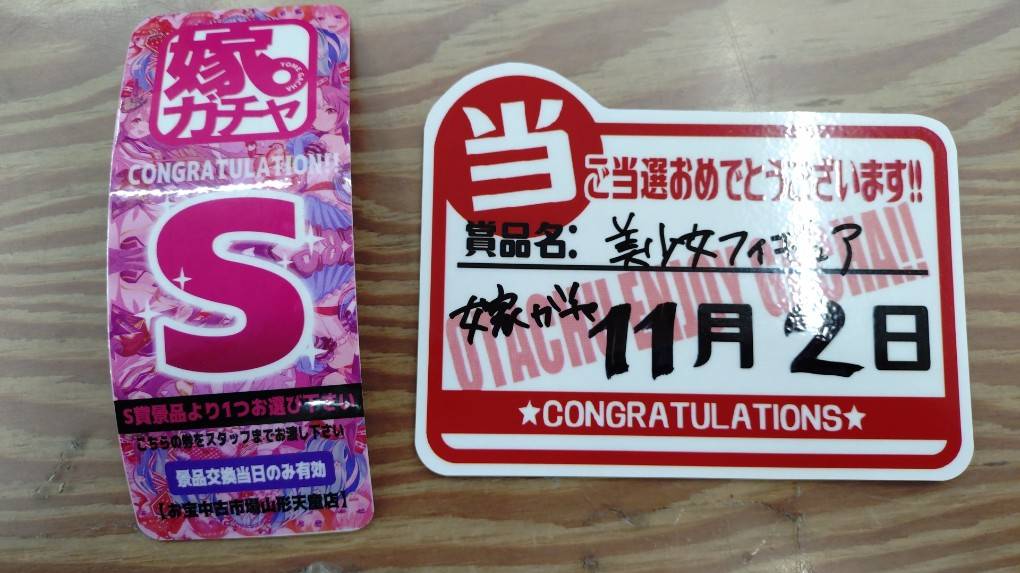 嫁
ガチャ
YOME GACHA
CONGRATULATION!!
S
S賞景品より1つお選び下さい
こちらの券をスタッフまでお渡し下さい
景品交換当日のみ有効
【お宝中古市場山形天童店】
当
ご当選おめでとうございます!!
賞品名: 美少女フィギュア
嫁ガチャ 11月2日
OTACHU ENJOY GACHA!!
★CONGRATULATIONS★